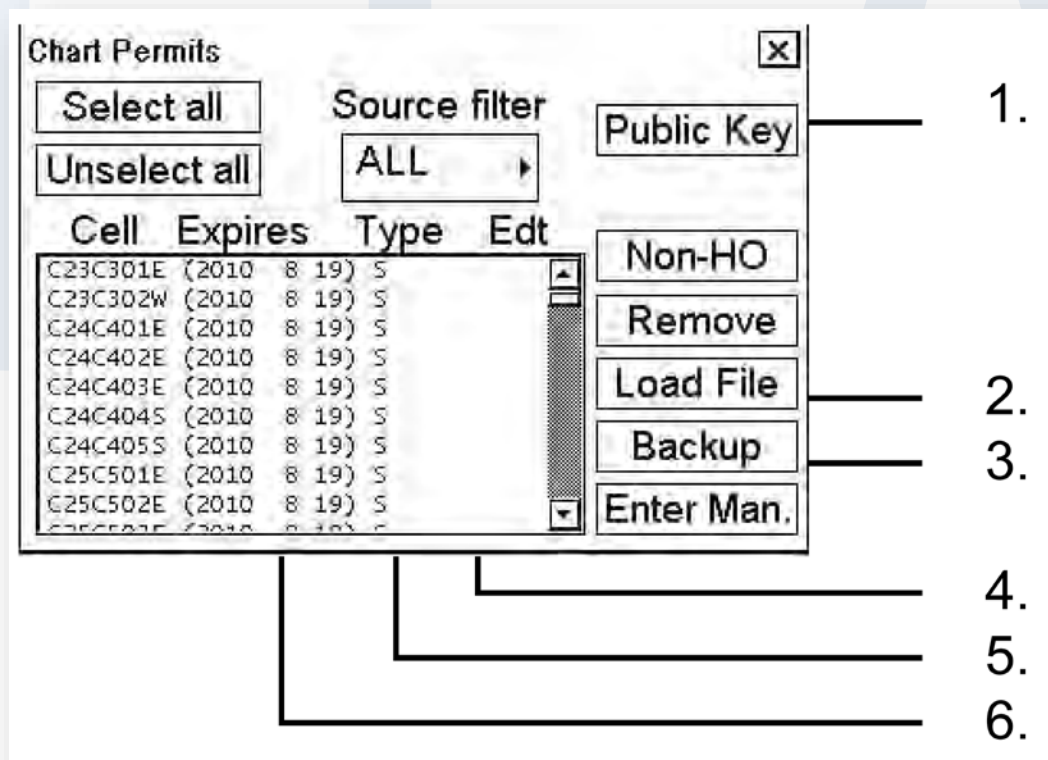 Chart Permits
Select all
Unselect all
Source filter
ALL
Public Key
1.
Cell Expires Type Edt
C23C301E (2010 8 19) S
C23C302W (2010 8 19) S
C24C401E (2010 8 19) S
C24C402E (2010 8 19) S
C24C403E (2010 8 19) S
C24C404S (2010 8 19) S
C24C405S (2010 8 19) S
C25C501E (2010 8 19) S
C25C502E (2010 8 19) S
Non-HO
Remove
Load File
Backup
Enter Man.
2.
3.
4.
5.
6.